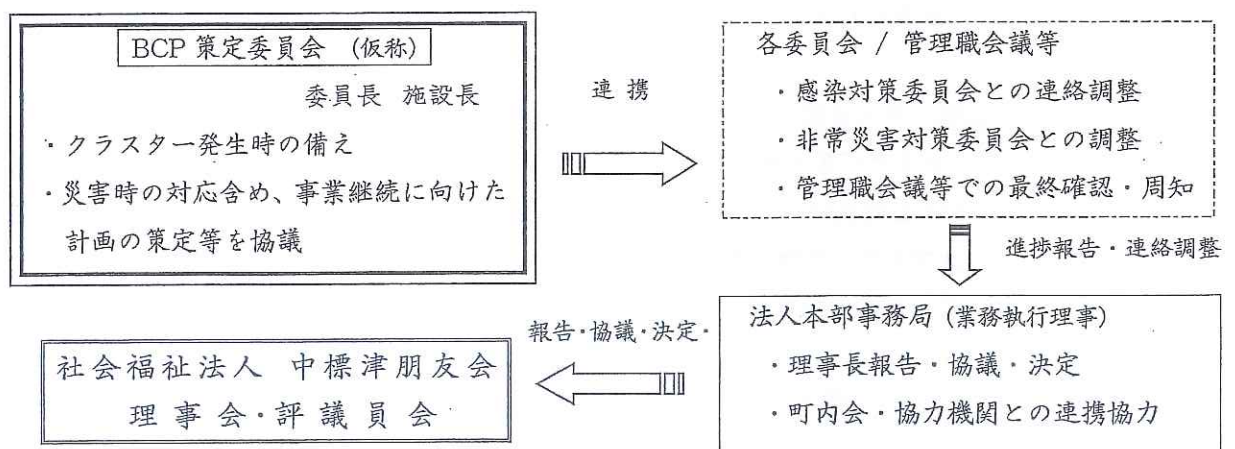 BCP 策定委員会 (仮称)
委員長 施設長
・クラスター発生時の備え
・災害時の対応含め、事業継続に向けた
計画の策定等を協議
連 携
各委員会 / 管理職会議等
・感染対策委員会との連絡調整
・非常災害対策委員会との調整
・管理職会議等での最終確認・周知
進捗報告・連絡調整
法人本部事務局 (業務執行理事)
・理事長報告・協議・決定
・町内会・協力機関との連携協力
報告・協議・決定・
社会福祉法人 中標津朋友会
理 事 会・評 議 員 会